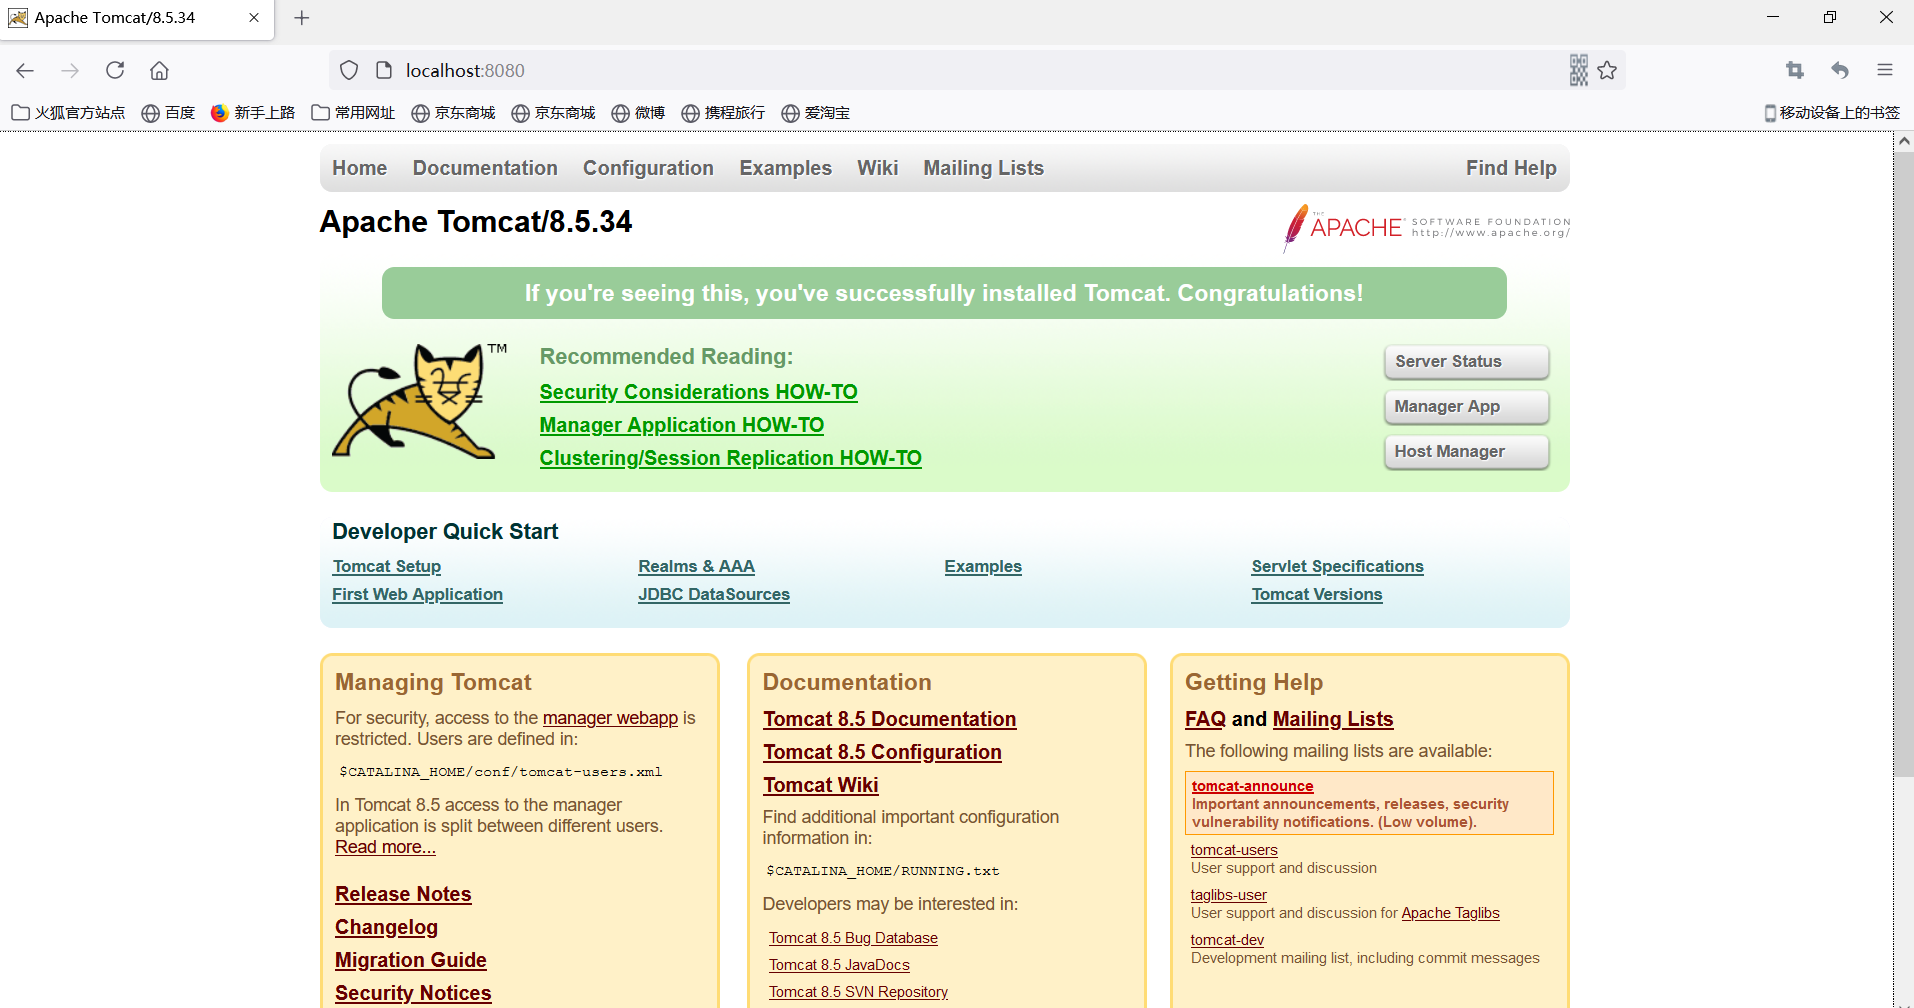 Apache Tomcat/8.5.34
localhost:8080
火狐官方站点 百度 新手上路 常用网址 京东商城 京东商城 微博 携程旅行 爱淘宝 移动设备上的书签
Home Documentation Configuration Examples Wiki Mailing Lists Find Help
Apache Tomcat/8.5.34
THE APACHE SOFTWARE FOUNDATION
http://www.apache.org/
If you're seeing this, you've successfully installed Tomcat. Congratulations!
TM
Recommended Reading:
Security Considerations HOW-TO
Manager Application HOW-TO
Clustering/Session Replication HOW-TO
Server Status
Manager App
Host Manager
Developer Quick Start
Tomcat Setup
First Web Application
Realms & AAA
JDBC DataSources
Examples
Servlet Specifications
Tomcat Versions
Managing Tomcat
For security, access to the manager webapp is
restricted. Users are defined in:
$CATALINA_HOME/conf/tomcat-users.xml
In Tomcat 8.5 access to the manager
application is split between different users.
Read more...
Release Notes
Changelog
Migration Guide
Security Notices
Documentation
Tomcat 8.5 Documentation
Tomcat 8.5 Configuration
Tomcat Wiki
Find additional important configuration
information in:
$CATALINA_HOME/RUNNING.txt
Developers may be interested in:
Tomcat 8.5 Bug Database
Tomcat 8.5 JavaDocs
Tomcat 8.5 SVN Repository
Getting Help
FAQ and Mailing Lists
The following mailing lists are available:
tomcat-announce
Important announcements, releases, security
vulnerability notifications. (Low volume).
tomcat-users
User support and discussion
taglibs-user
User support and discussion for Apache Taglibs
tomcat-dev
Development mailing list, including commit messages